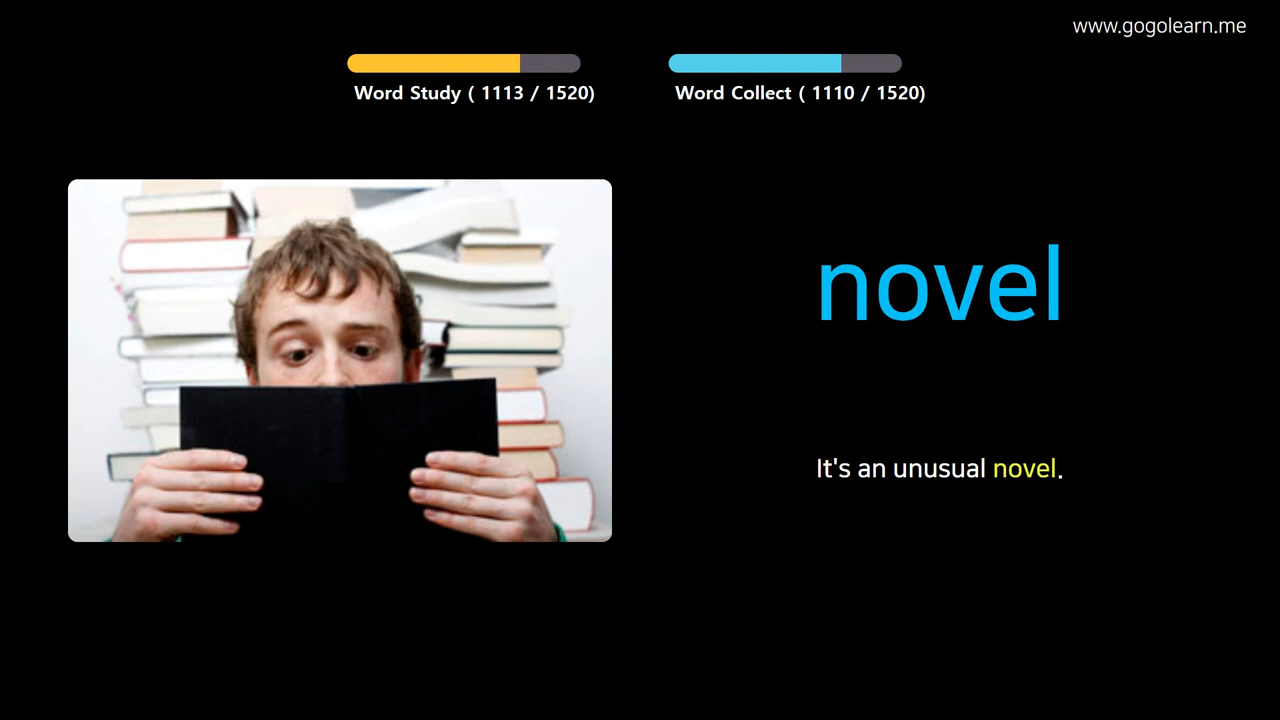 www.gogolearn.me
Word Study ( 1113 / 1520)
Word Collect ( 1110 / 1520)
novel
It's an unusual novel.